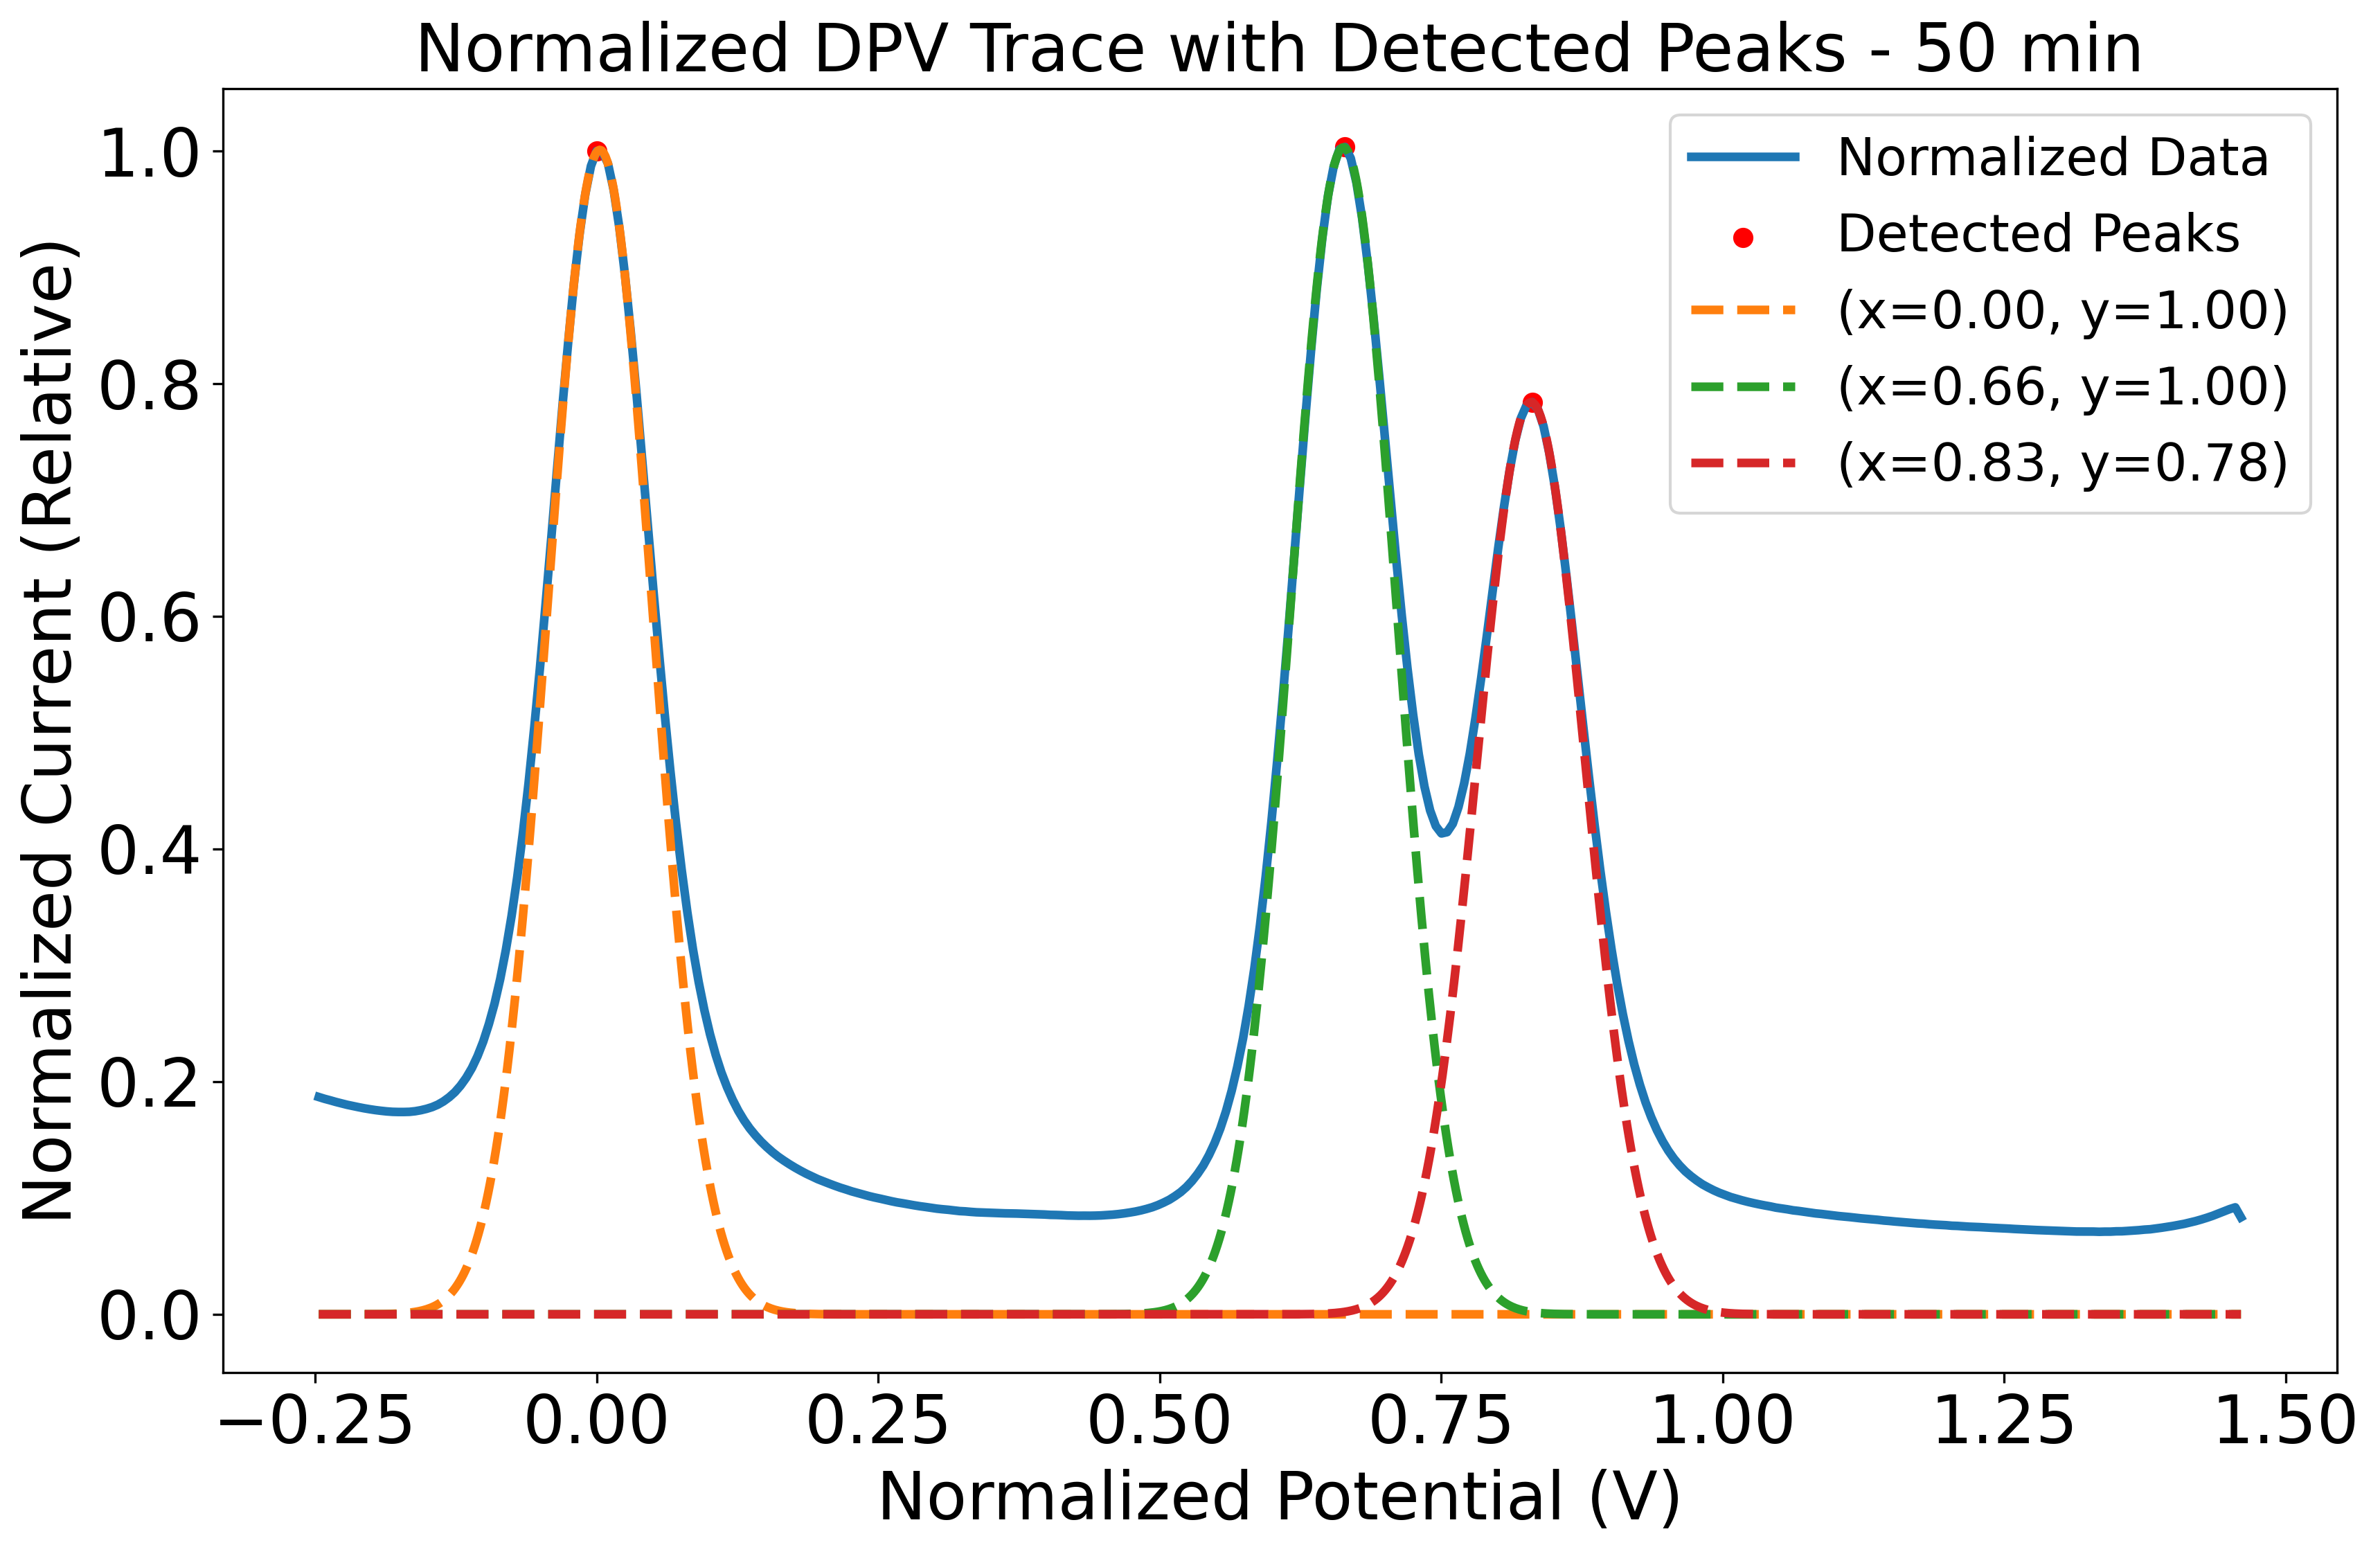 Normalized DPV Trace with Detected Peaks - 50 min
Normalized Current (Relative)
1.0
0.8
0.6
0.4
0.2
0.0
Normalized Data
Detected Peaks
(x=0.00, y=1.00)
(x=0.66, y=1.00)
(x=0.83, y=0.78)
−0.25 0.00 0.25 0.50 0.75 1.00 1.25 1.50
Normalized Potential (V)